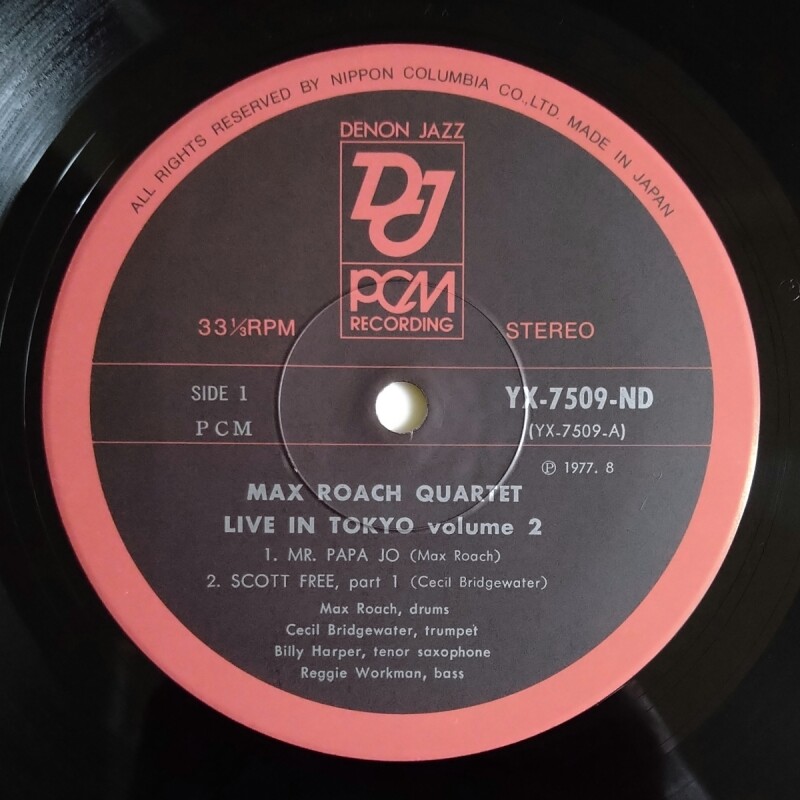 ALL RIGHTS RESERVED BY NIPPON COLUMBIA CO.,LTD. MADE IN JAPAN
DENON JAZZ
DJ
PCM
RECORDING
33⅓RPM
STEREO
SIDE 1
YX-7509-ND
PCM
(YX-7509-A)
Ⓟ 1977. 8
MAX ROACH QUARTET
LIVE IN TOKYO volume 2
1. MR. PAPA JO (Max Roach)
2. SCOTT FREE, part 1 (Cecil Bridgewater)
Max Roach, drums
Cecil Bridgewater, trumpet
Billy Harper, tenor saxophone
Reggie Workman, bass